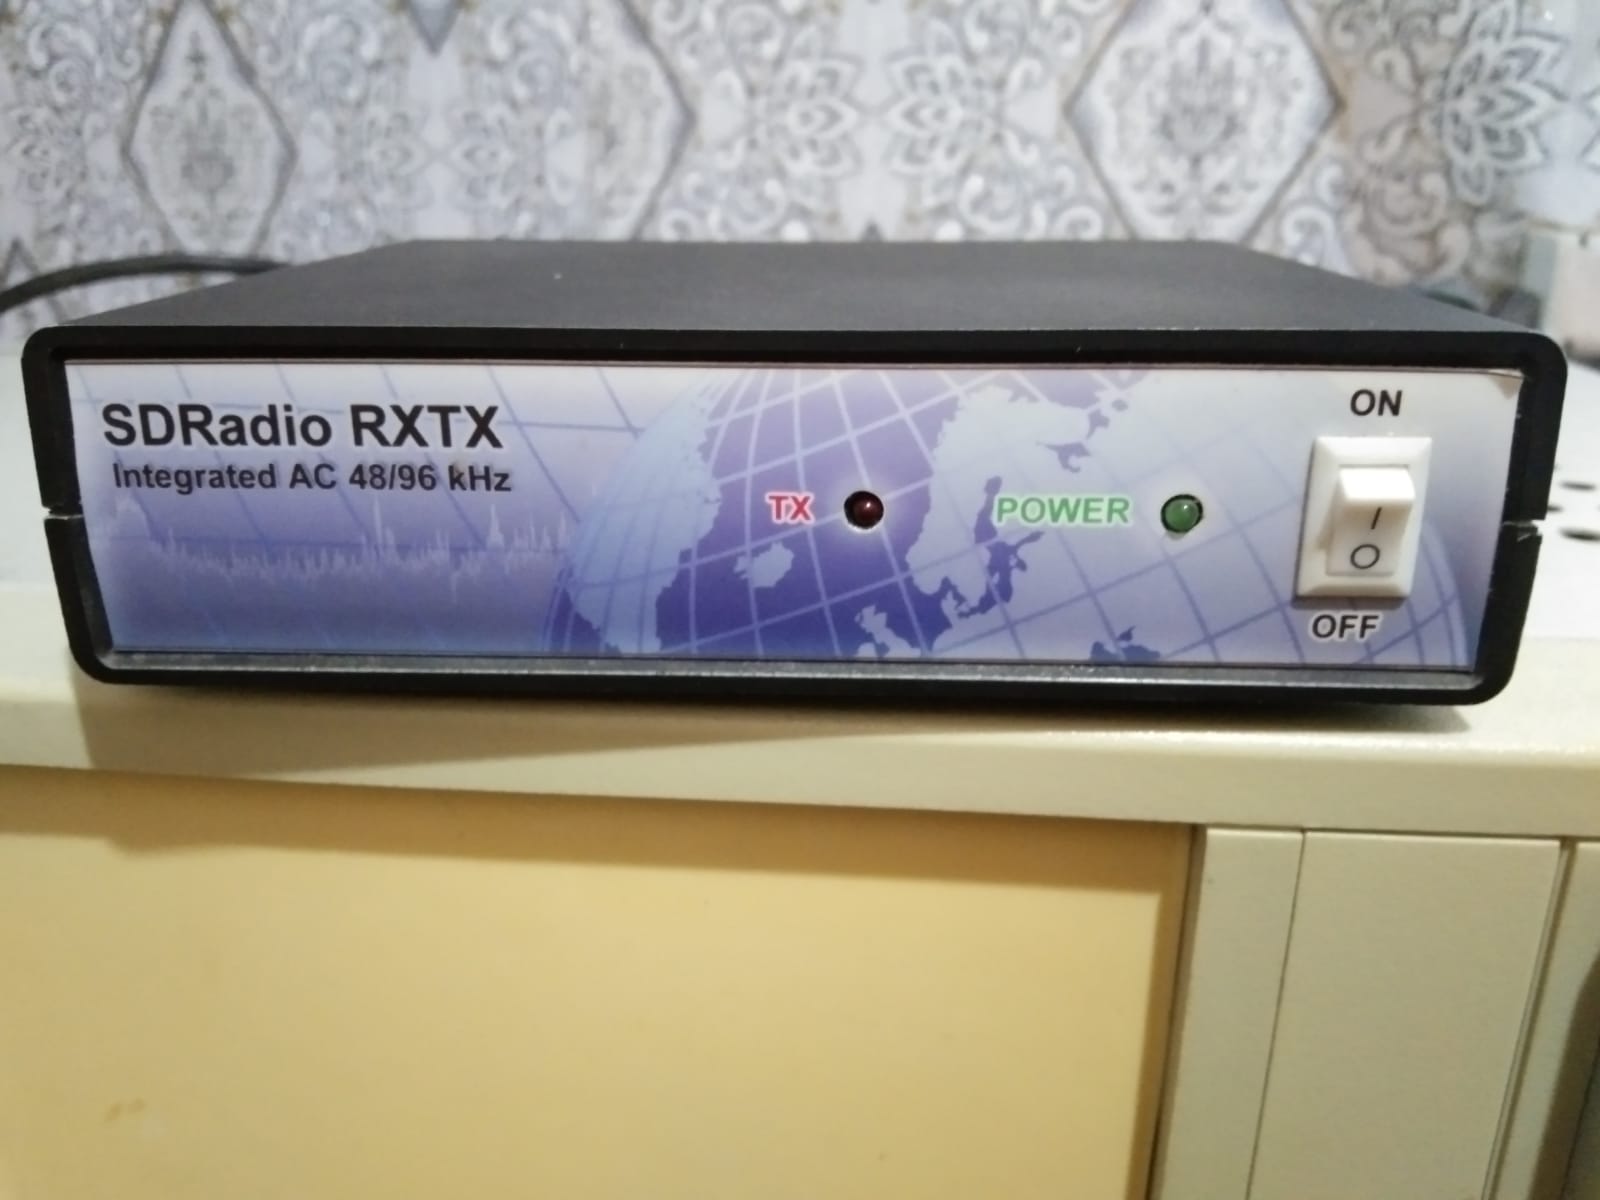 SDRadio RXTX
Integrated AC 48/96 kHz
TX
POWER
ON
I
O
OFF